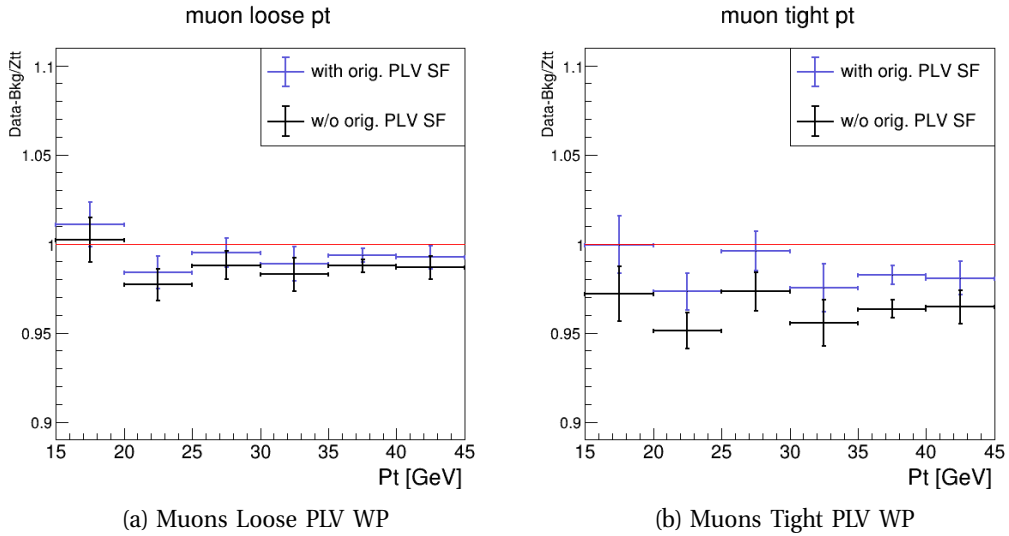 muon loose pt
Data-Bkg/Ztt
1.1
1.05
1
0.95
0.9
with orig. PLV SF
w/o orig. PLV SF
15 20 25 30 35 40 45
Pt [GeV]
(a) Muons Loose PLV WP
muon tight pt
Data-Bkg/Ztt
1.1
1.05
1
0.95
0.9
with orig. PLV SF
w/o orig. PLV SF
15 20 25 30 35 40 45
Pt [GeV]
(b) Muons Tight PLV WP